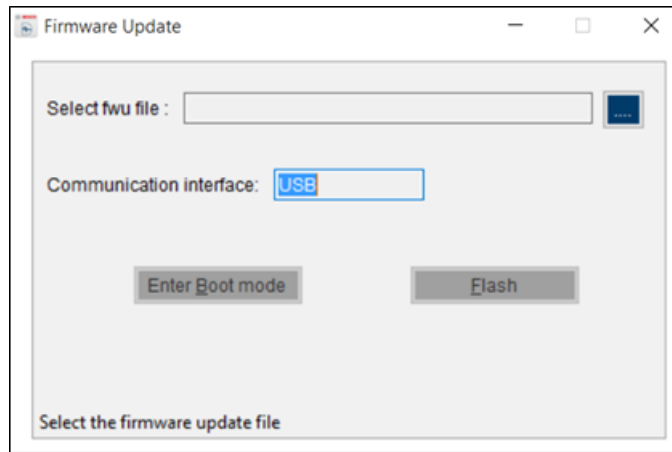 Firmware Update
Select fwu file :
....
Communication interface: USB
Enter Boot mode
Flash
Select the firmware update file